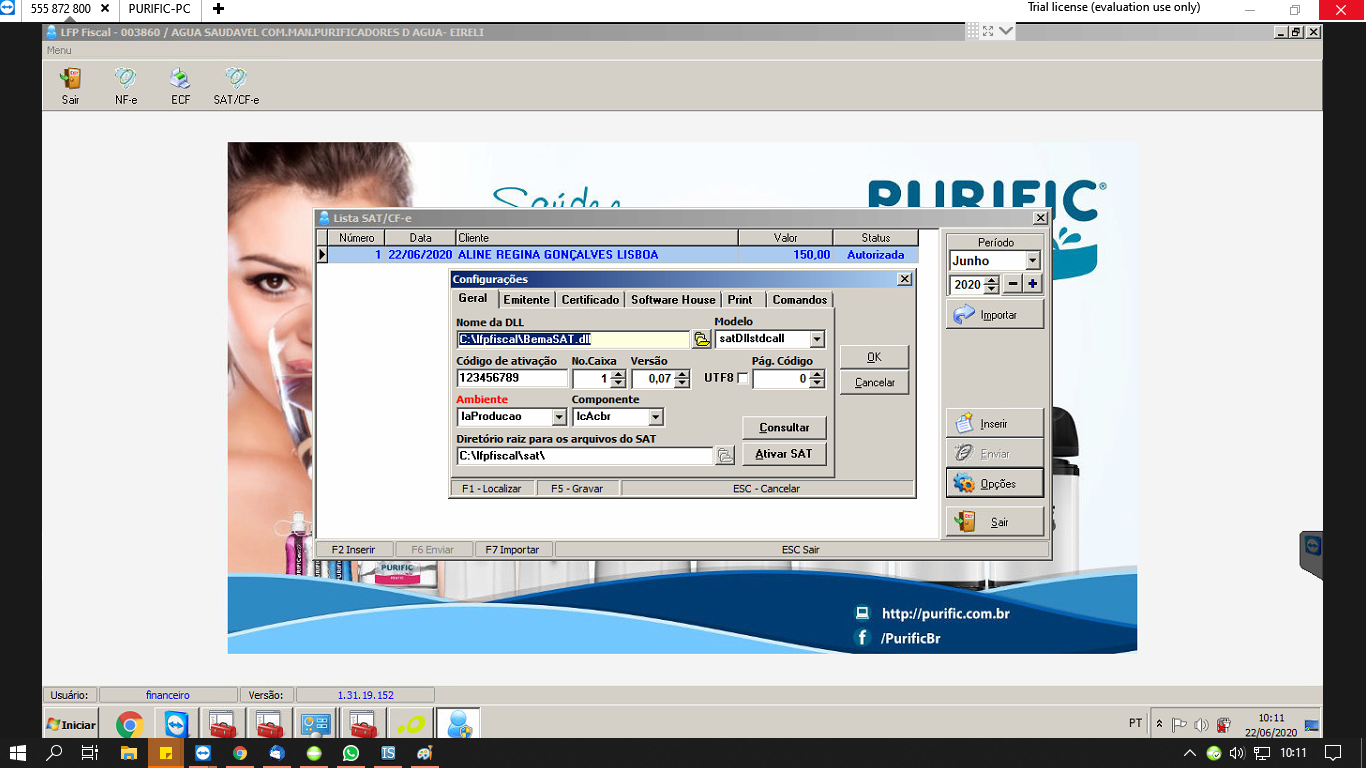 555 872 800
PURIFIC-PC
Trial license (evaluation use only)
LFP Fiscal - 003860 / AGUA SAUDAVEL COM.MAN.PURIFICADORES D AGUA- EIRELI
Menu
Sair NF-e ECF SAT/CF-e
Saúde e
PURIFIC®
Lista SAT/CF-e
Número Data Cliente Valor Status
1 22/06/2020 ALINE REGINA GONÇALVES LISBOA 150,00 Autorizada
Período
Junho
2020
Importar
Inserir
Enviar
Opções
Sair
Configurações
Geral Emitente Certificado Software House Print Comandos
Nome da DLL Modelo
C:\lfpfiscal\BemaSAT.dll satDllstdcall
Código de ativação No.Caixa Versão Pág. Código
123456789 1 0,07 UTF8 0
Ambiente Componente
laProducao lcAcbr
Diretório raiz para os arquivos do SAT
C:\lfpfiscal\sat\
Consultar
Ativar SAT
OK
Cancelar
F1 - Localizar F5 - Gravar ESC - Cancelar
F2 Inserir F6 Enviar F7 Importar ESC Sair
PURIFIC
http://purific.com.br
/PurificBr
Usuário: financeiro Versão: 1.31.19.152
Iniciar
PT
10:11
22/06/2020
10:11